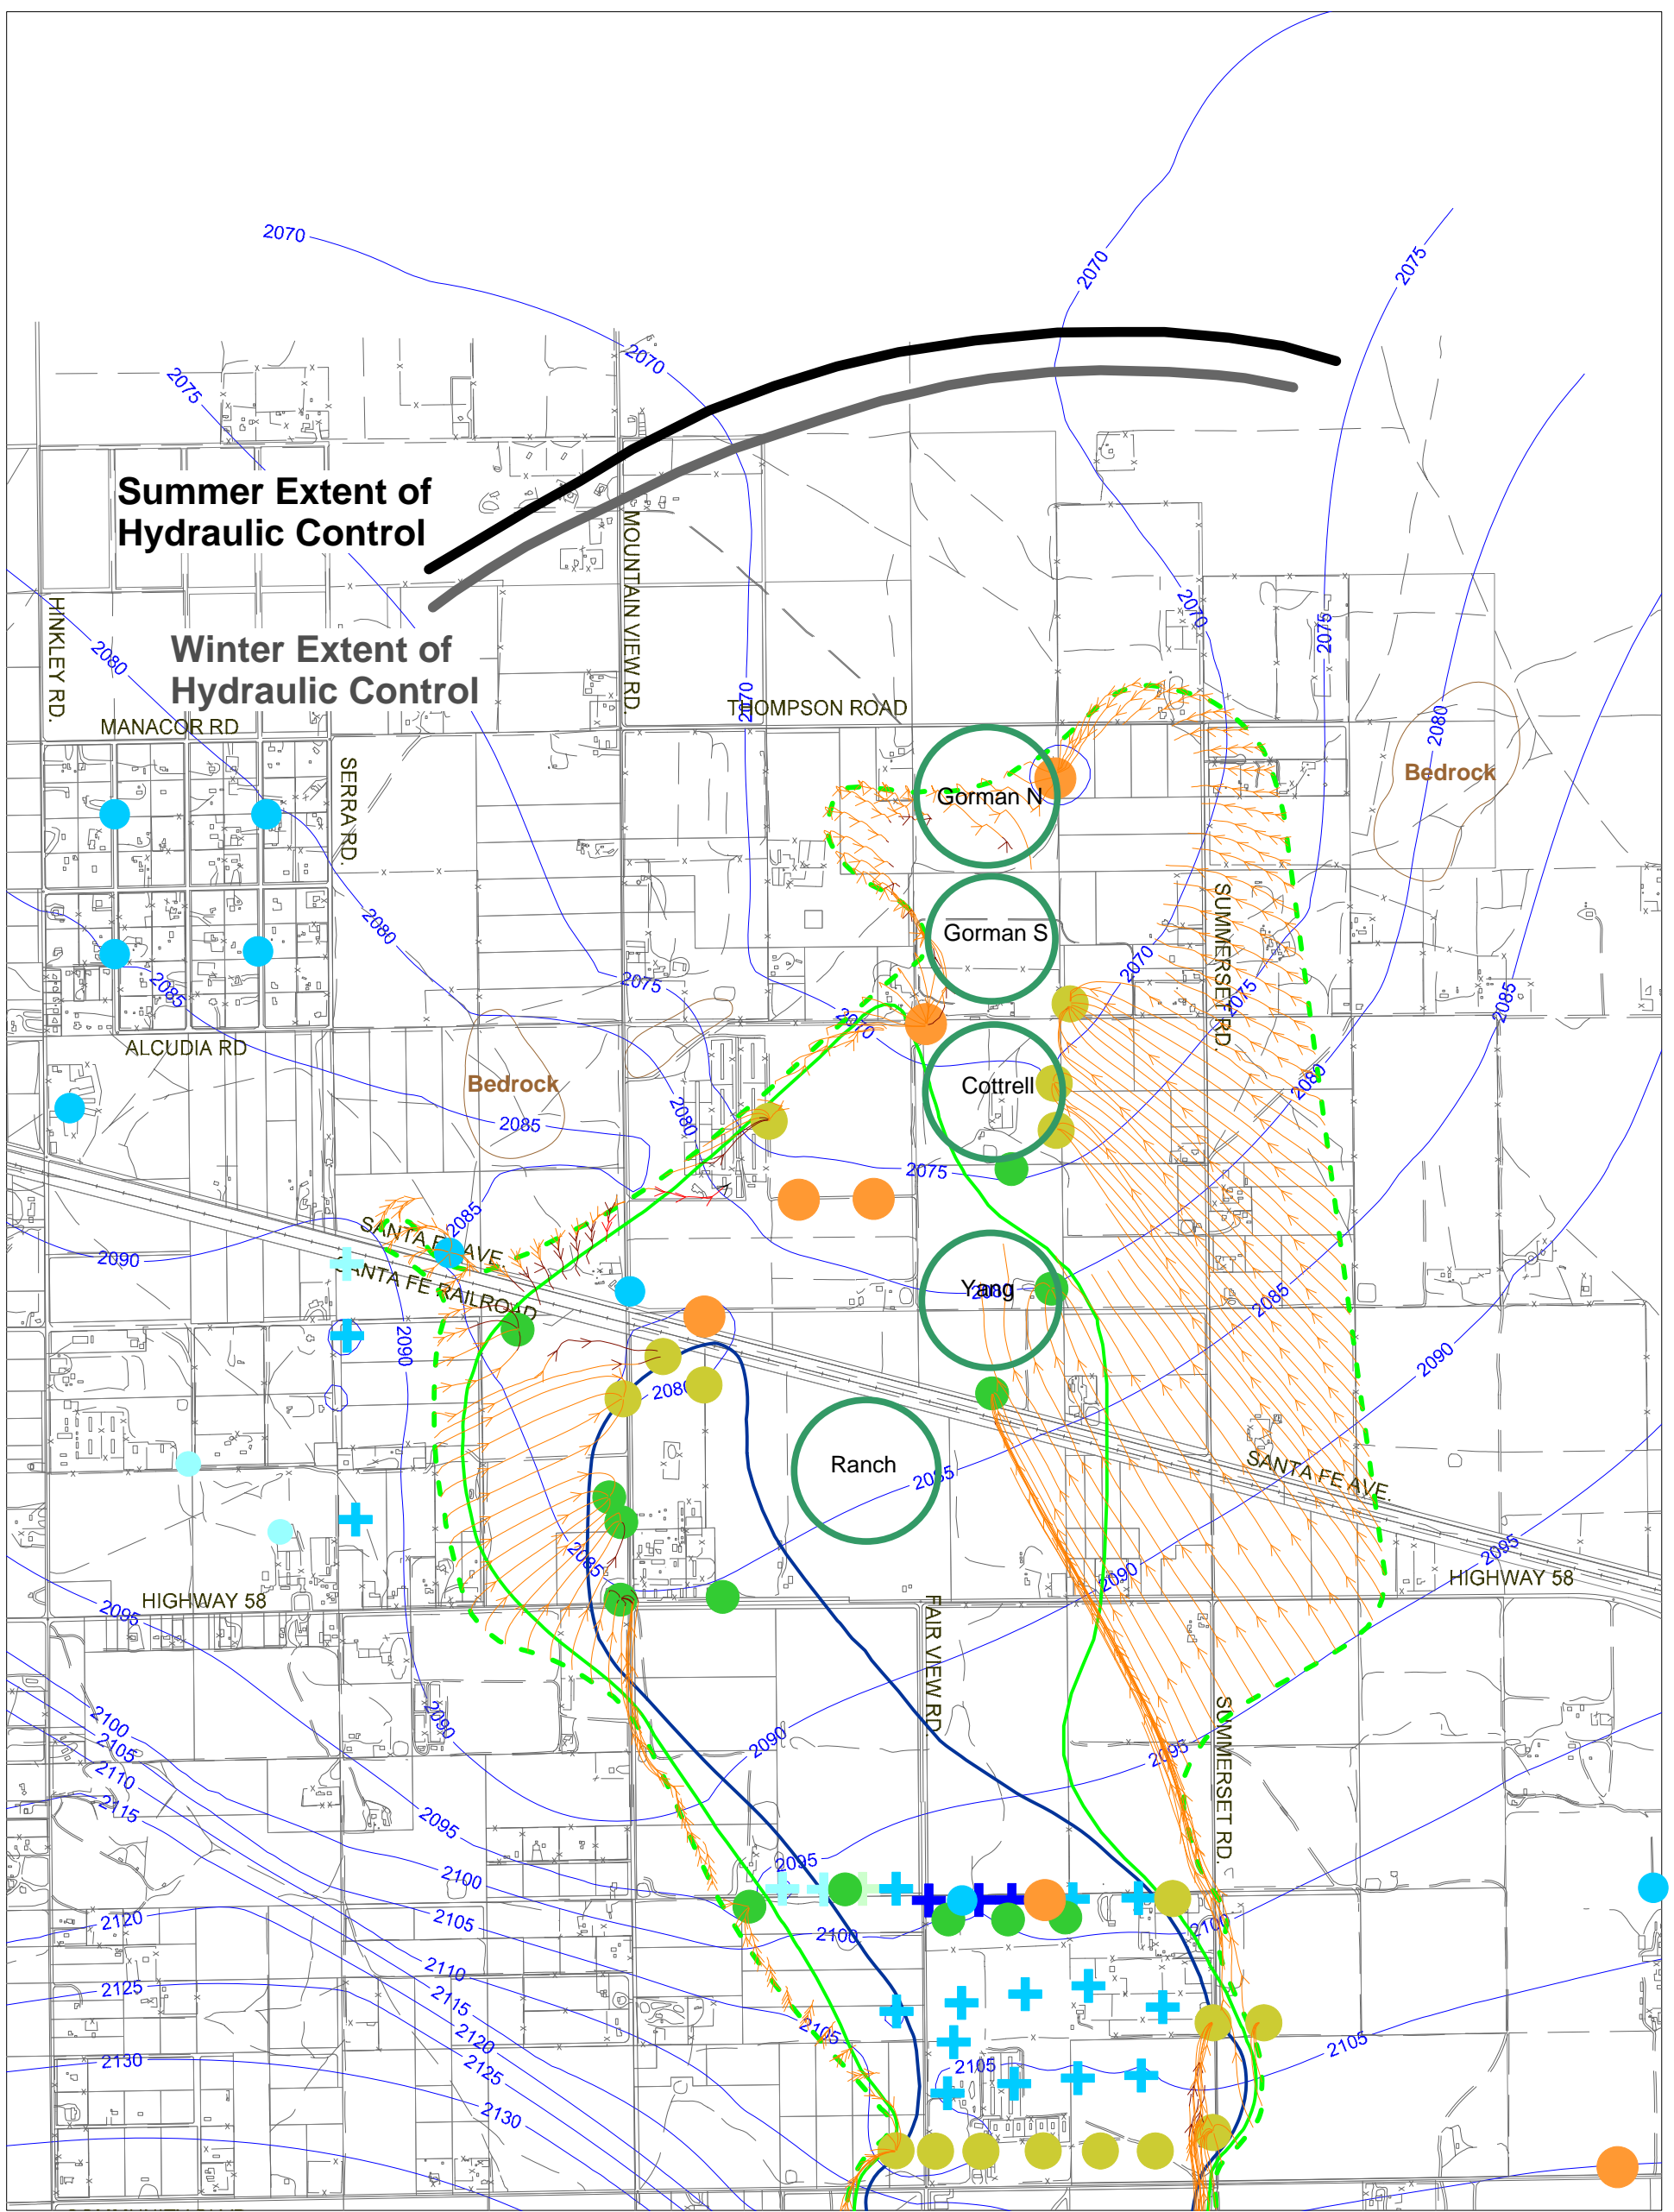 2070
2070
2075
2070
2075
Summer Extent of
Hydraulic Control
MOUNTAIN VIEW RD.
HINKLEY RD.
2080
Winter Extent of
Hydraulic Control
2070
2075
2070
THOMPSON ROAD
MANACOR RD
2080
Bedrock
SERRA RD.
Gorman N
2080
Gorman S
SUMMERSET RD.
2070
2075
2085
2075
2085
2070
ALCUDIA RD
Bedrock
Cottrell
2080
2080
2085
2075
2085
SANTA FE AVE.
2090
SANTA FE RAILROAD
Yang
2080
2085
2090
2090
2080
Ranch
2085
SANTA FE AVE.
2085
2095
2090
HIGHWAY 58
HIGHWAY 58
2095
FAIR VIEW RD.
2090
2100
2105
2110
2115
2090
2095
SUMMERSET RD.
2095
2095
2100
2120
2105
2100
2100
2110
2125
2115
2105
2120
2105
2105
2130
2125
2130